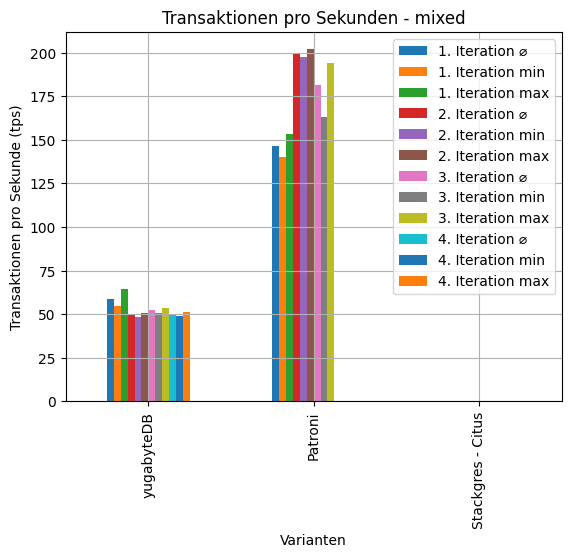 Transaktionen pro Sekunden - mixed
Transaktionen pro Sekunde (tps)
200
175
150
125
100
75
50
25
0
1. Iteration ⌀
1. Iteration min
1. Iteration max
2. Iteration ⌀
2. Iteration min
2. Iteration max
3. Iteration ⌀
3. Iteration min
3. Iteration max
4. Iteration ⌀
4. Iteration min
4. Iteration max
yugabyteDB
Patroni
Stackgres - Citus
Varianten